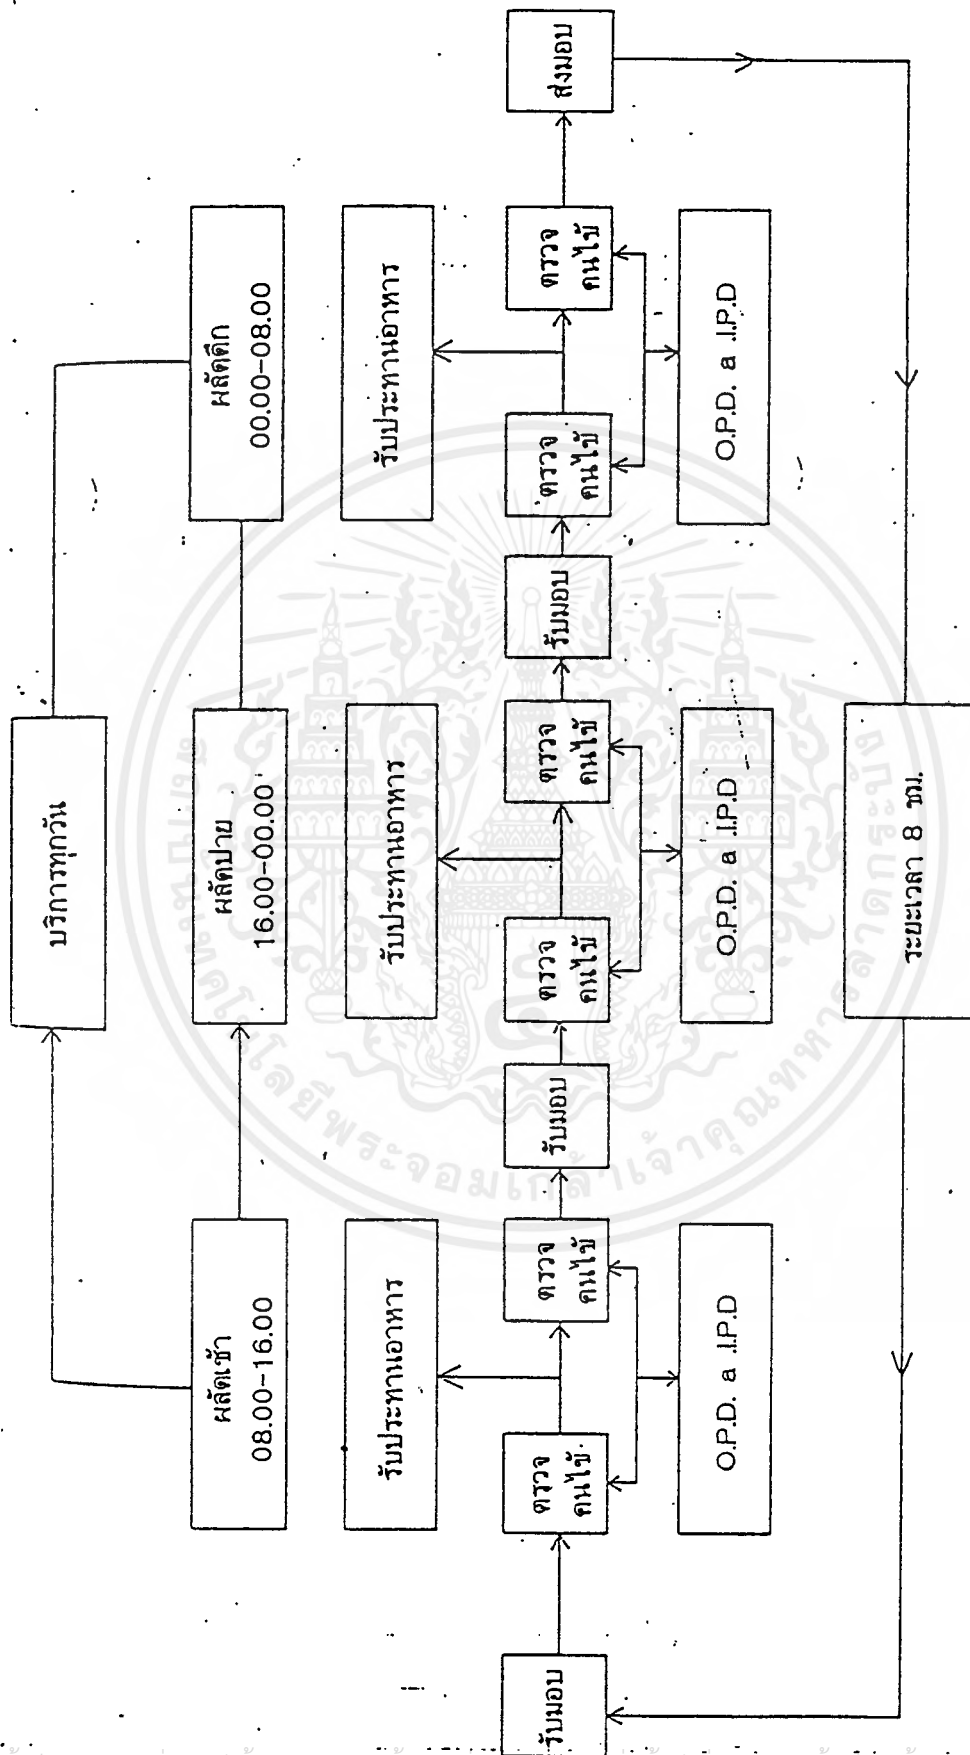 บริการทุกวัน
ผลัดเช้า
08.00-16.00
ผลัดบ่าย
16.00-00.00
ผลัดดึก
00.00-08.00
รับประทานอาหาร
รับประทานอาหาร
รับประทานอาหาร
รับมอบ
ตรวจ
คนไข้
ตรวจ
คนไข้
รับมอบ
ตรวจ
คนไข้
ตรวจ
คนไข้
รับมอบ
ตรวจ
คนไข้
ตรวจ
คนไข้
ส่งมอบ
O.P.D. a .I.P.D
O.P.D. a .I.P.D
O.P.D. a .I.P.D
ระยะเวลา 8 ชม.